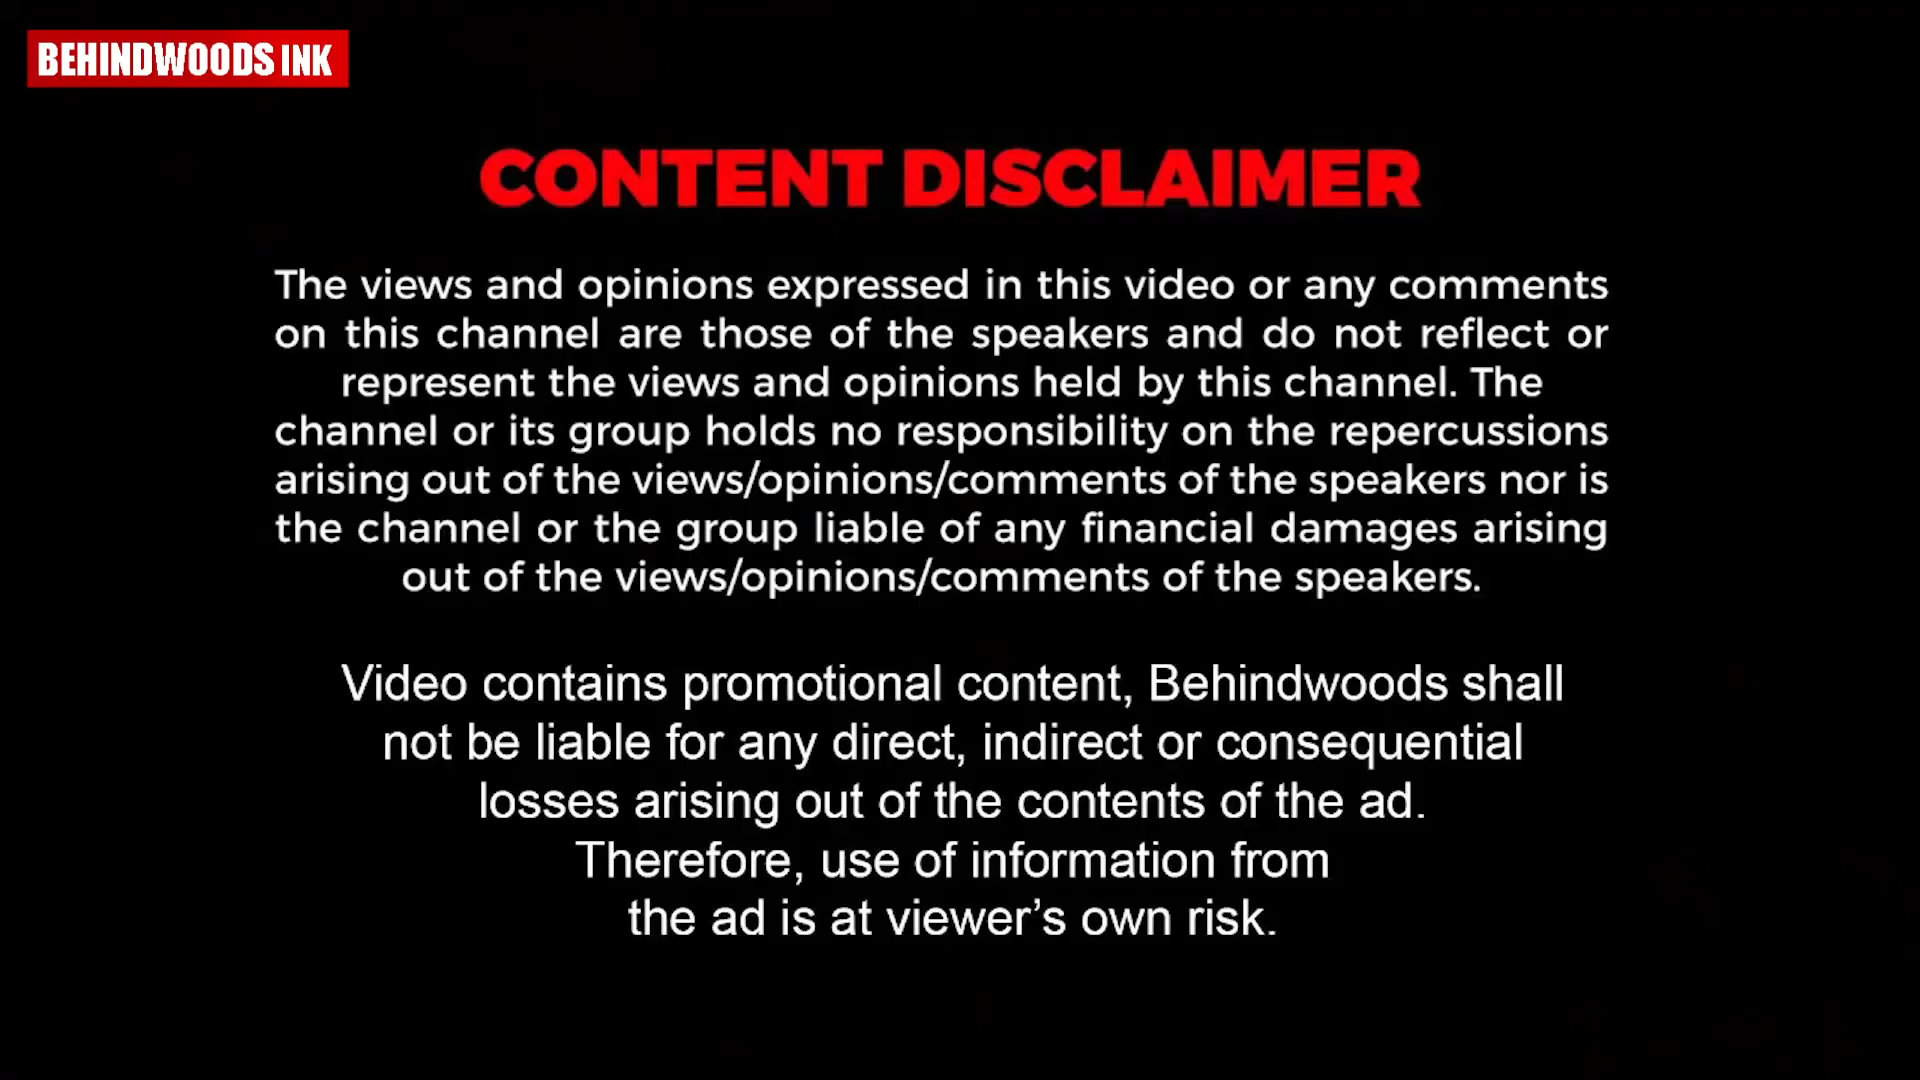 BEHINDWOODS INK
CONTENT DISCLAIMER
The views and opinions expressed in this video or any comments
on this channel are those of the speakers and do not reflect or
represent the views and opinions held by this channel. The
channel or its group holds no responsibility on the repercussions
arising out of the views/opinions/comments of the speakers nor is
the channel or the group liable of any financial damages arising
out of the views/opinions/comments of the speakers.
Video contains promotional content, Behindwoods shall
not be liable for any direct, indirect or consequential
losses arising out of the contents of the ad.
Therefore, use of information from
the ad is at viewer’s own risk.